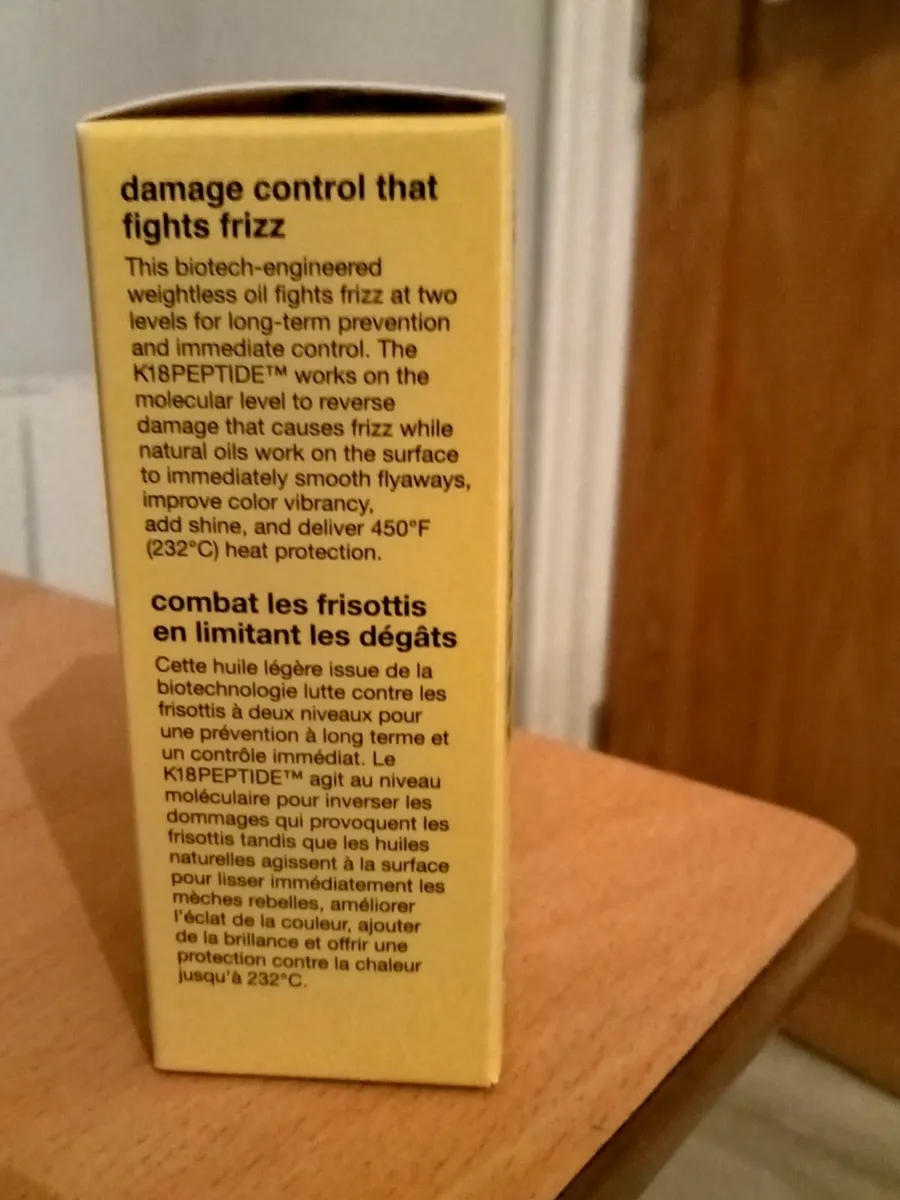 damage control that
fights frizz
This biotech-engineered
weightless oil fights frizz at two
levels for long-term prevention
and immediate control. The
K18PEPTIDE™ works on the
molecular level to reverse
damage that causes frizz while
natural oils work on the surface
to immediately smooth flyaways,
improve color vibrancy,
add shine, and deliver 450°F
(232°C) heat protection.
combat les frisottis
en limitant les dégâts
Cette huile légère issue de la
biotechnologie lutte contre les
frisottis à deux niveaux pour
une prévention à long terme et
un contrôle immédiat. Le
K18PEPTIDE™ agit au niveau
moléculaire pour inverser les
dommages qui provoquent les
frisottis tandis que les huiles
naturelles agissent à la surface
pour lisser immédiatement les
mèches rebelles, améliorer
l'éclat de la couleur, ajouter
de la brillance et offrir une
protection contre la chaleur
jusqu'à 232°C.